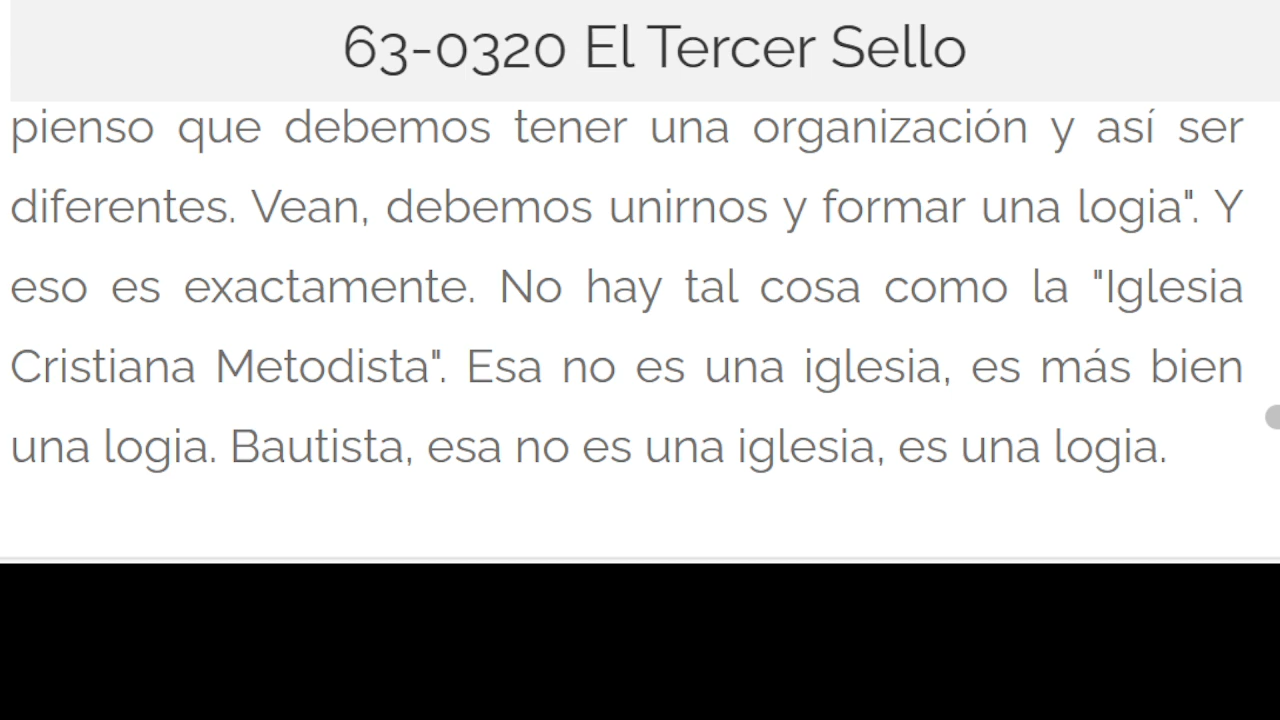 63-0320 El Tercer Sello
pienso que debemos tener una organización y así ser
diferentes. Vean, debemos unirnos y formar una logia". Y
eso es exactamente. No hay tal cosa como la "Iglesia
Cristiana Metodista". Esa no es una iglesia, es más bien
una logia. Bautista, esa no es una iglesia, es una logia.